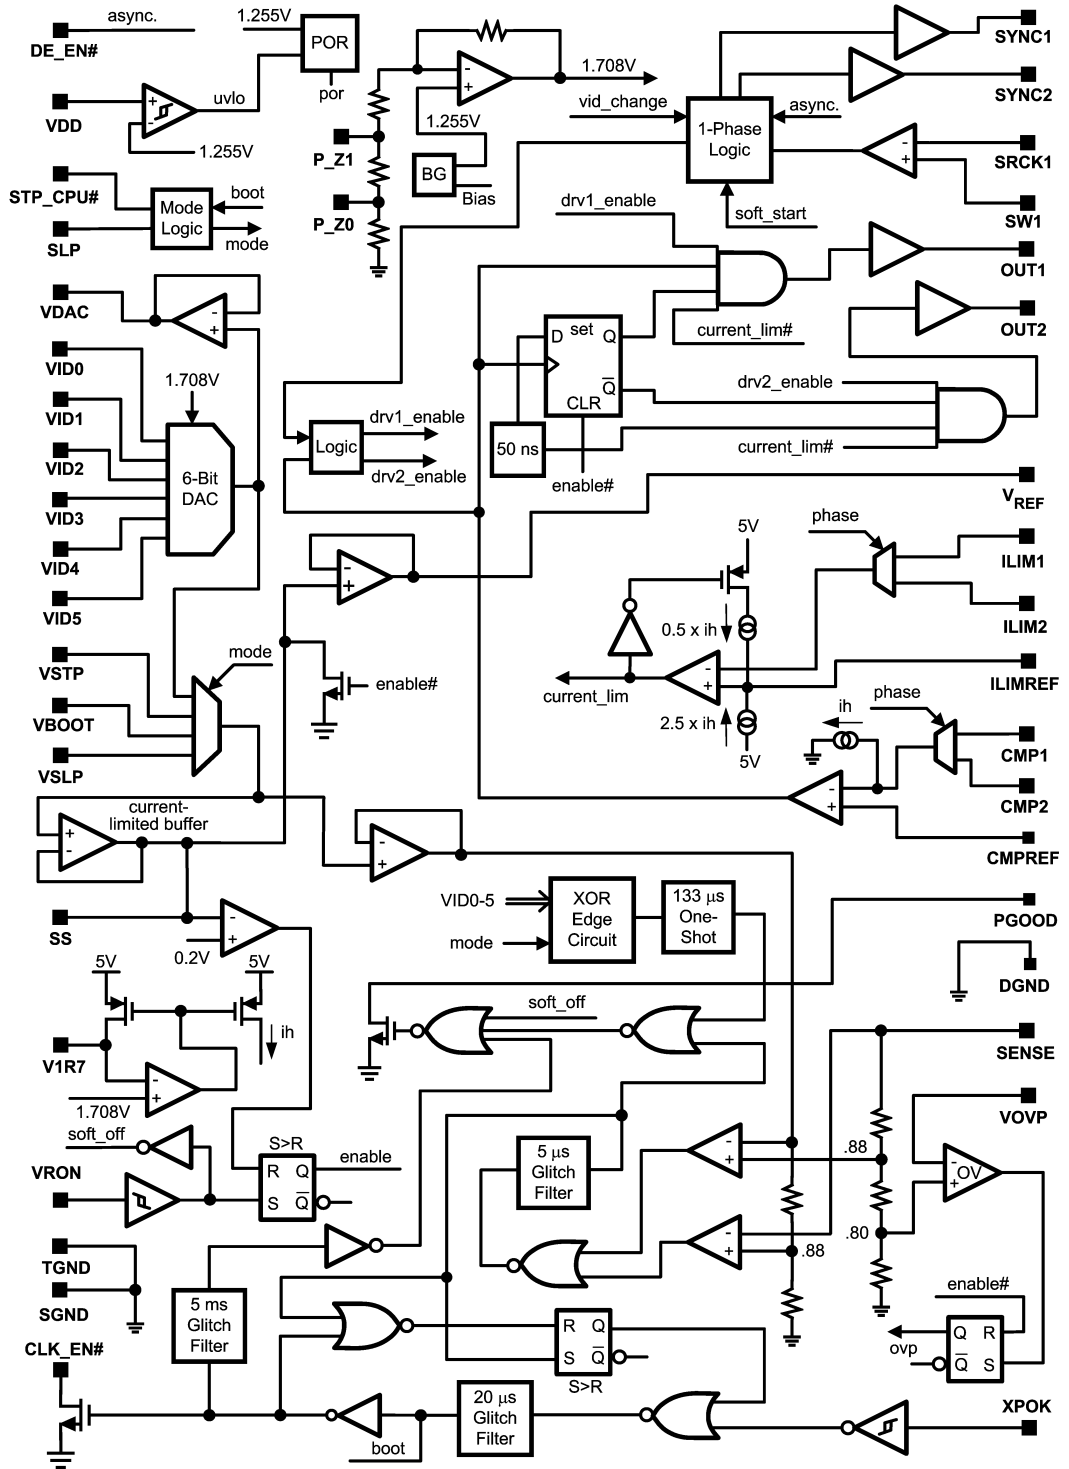 async.
DE_EN#
1.255V
POR
por
VDD
+
-
uvlo
1.255V
-
+
1.708V
1.255V
P_Z1
P_Z0
BG
Bias
vid_change
1-Phase
Logic
async.
soft_start
SYNC1
SYNC2
-
+
SRCK1
SW1
STP_CPU#
SLP
Mode
Logic
boot
mode
drv1_enable
OUT1
VDAC
-
+
D
set
Q
Q
CLR
current_lim#
OUT2
VID0
VID1
VID2
VID3
VID4
VID5
1.708V
6-Bit
DAC
Logic
drv1_enable
drv2_enable
50 ns
enable#
drv2_enable
current_lim#
VREF
-
+
phase
5V
ILIM1
ILIM2
0.5 x ih
-
+
current_lim
2.5 x ih
5V
ILIMREF
VSTP
VBOOT
VSLP
mode
enable#
phase
ih
CMP1
CMP2
-
+
CMPREF
current-
limited buffer
+
-
-
+
VID0-5
mode
XOR
Edge
Circuit
133 μs
One-
Shot
PGOOD
DGND
SS
-
+
0.2V
5V
5V
ih
V1R7
-
+
1.708V
soft_off
SENSE
VOVP
soft_off
VRON
S>R
R
Q
S
Q
enable
5 μs
Glitch
Filter
-
+
.88
-
+
.88
.80
-
+
OV
TGND
SGND
5 ms
Glitch
Filter
enable#
Q
R
Q
S
ovp
CLK_EN#
R
Q
S
Q
S>R
boot
20 μs
Glitch
Filter
XPOK